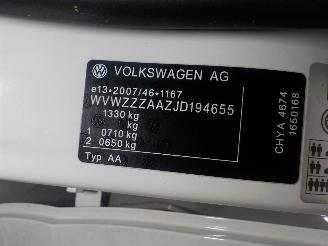 VOLKSWAGEN AG
e13*2007/46*1167
WVWZZZAAZJD194655
1330 kg
kg
1 0710 kg
2 0650 kg
Typ AA
CHYA 4674
1650168